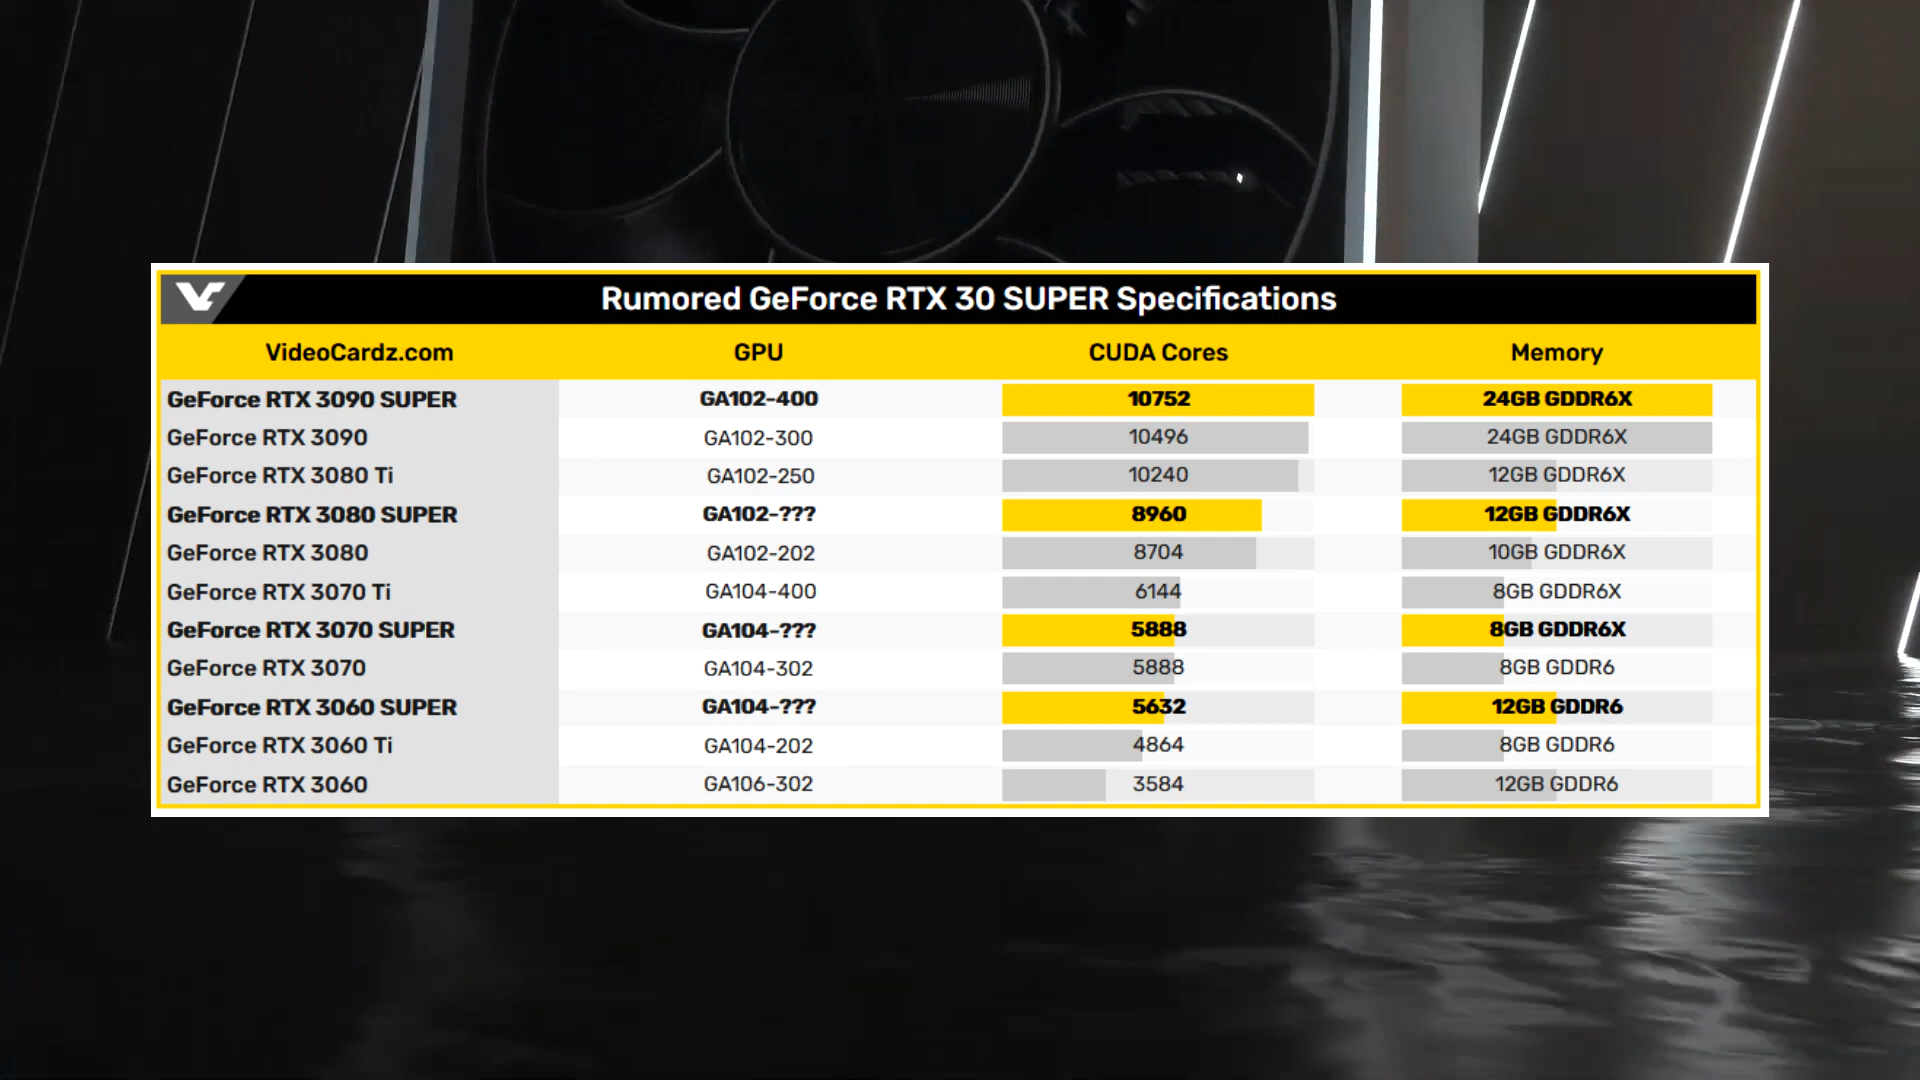 Rumored GeForce RTX 30 SUPER Specifications
VideoCardz.com GPU CUDA Cores Memory
GeForce RTX 3090 SUPER GA102-400 10752 24GB GDDR6X
GeForce RTX 3090 GA102-300 10496 24GB GDDR6X
GeForce RTX 3080 Ti GA102-250 10240 12GB GDDR6X
GeForce RTX 3080 SUPER GA102-??? 8960 12GB GDDR6X
GeForce RTX 3080 GA102-202 8704 10GB GDDR6X
GeForce RTX 3070 Ti GA104-400 6144 8GB GDDR6X
GeForce RTX 3070 SUPER GA104-??? 5888 8GB GDDR6X
GeForce RTX 3070 GA104-302 5888 8GB GDDR6
GeForce RTX 3060 SUPER GA104-??? 5632 12GB GDDR6
GeForce RTX 3060 Ti GA104-202 4864 8GB GDDR6
GeForce RTX 3060 GA106-302 3584 12GB GDDR6